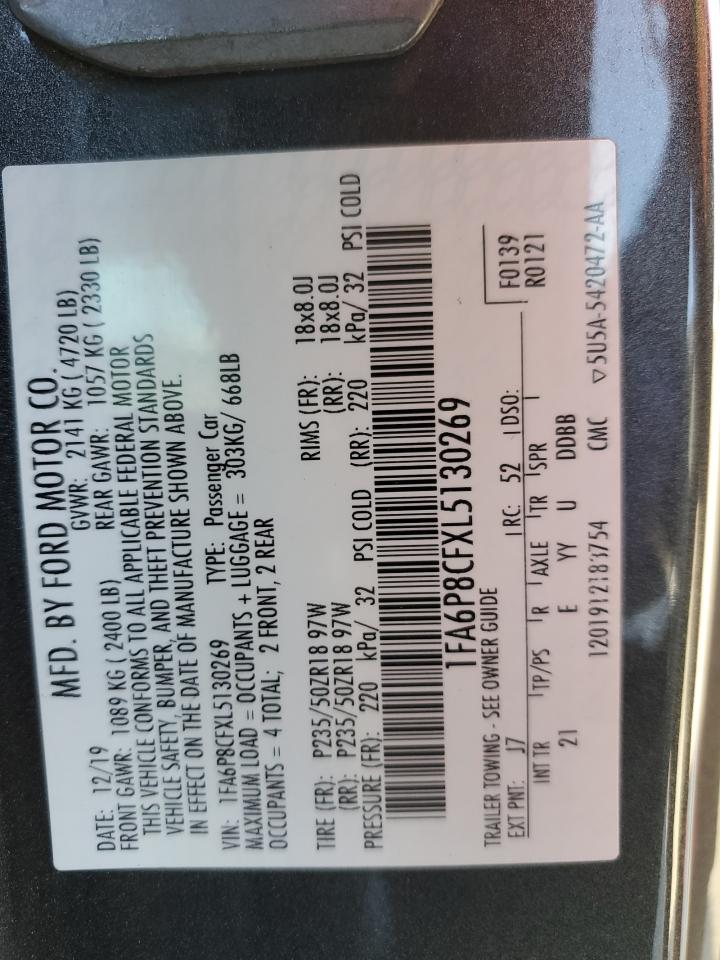 MFD. BY FORD MOTOR CO.
DATE: 12/19 GVWR: 2141 KG ( 4720 LB)
FRONT GAWR: 1089 KG ( 2400 LB) REAR GAWR: 1057 KG ( 2330 LB)
THIS VEHICLE CONFORMS TO ALL APPLICABLE FEDERAL MOTOR
VEHICLE SAFETY, BUMPER, AND THEFT PREVENTION STANDARDS
IN EFFECT ON THE DATE OF MANUFACTURE SHOWN ABOVE.
VIN: 1FA6P8CFXL5130269 TYPE: Passenger Car
MAXIMUM LOAD = OCCUPANTS + LUGGAGE = 303KG/ 668LB
OCCUPANTS = 4 TOTAL; 2 FRONT, 2 REAR
TIRE (FR): P235/50ZR18 97W RIMS (FR): 18x8.0J
(RR): P235/50ZR18 97W (RR): 18x8.0J
PRESSURE (FR): 220 kPa/ 32 PSI COLD (RR): 220 kPa/ 32 PSI COLD
1FA6P8CFXL5130269
TRAILER TOWING - SEE OWNER GUIDE F0139
EXT PNT: J7 RC: 52 DSO: R0121
INT TR TP/PS R AXLE TR SPR
21 E YY U DDBB
1201912183754 CMC ▽5U5A-5420472-AA